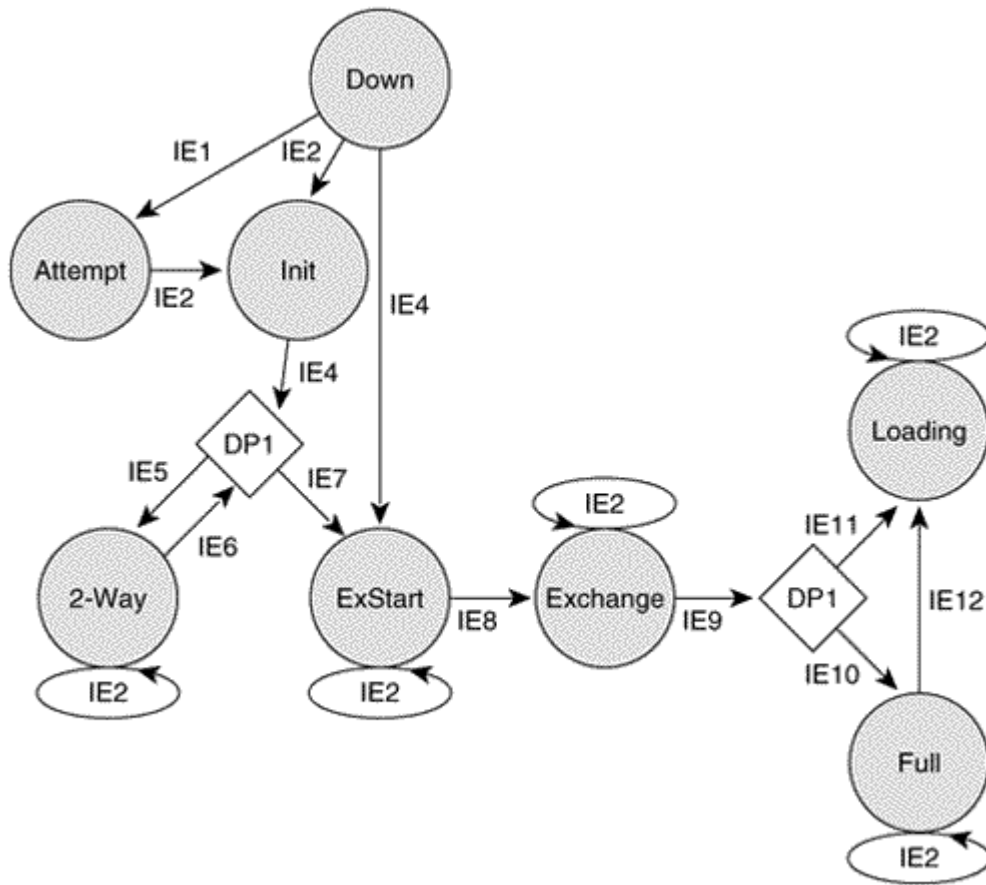 Down
IE1
IE2
Attempt
IE2
Init
IE4
IE4
DP1
IE5
IE7
IE6
2-Way
IE2
ExStart
IE2
IE8
IE2
Exchange
IE9
DP1
IE11
IE10
IE2
Loading
IE12
Full
IE2